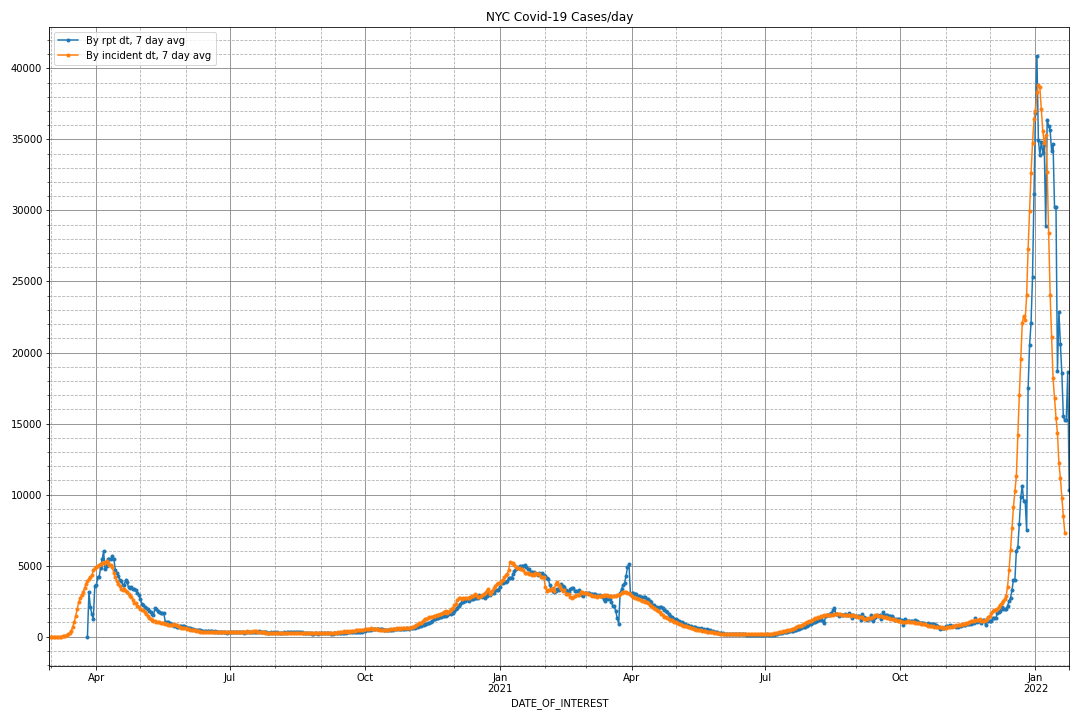 NYC Covid-19 Cases/day
By rpt dt, 7 day avg
By incident dt, 7 day avg
40000
35000
30000
25000
20000
15000
10000
5000
0
Apr Jul Oct Jan Apr Jul Oct Jan
2021 2022
DATE_OF_INTEREST